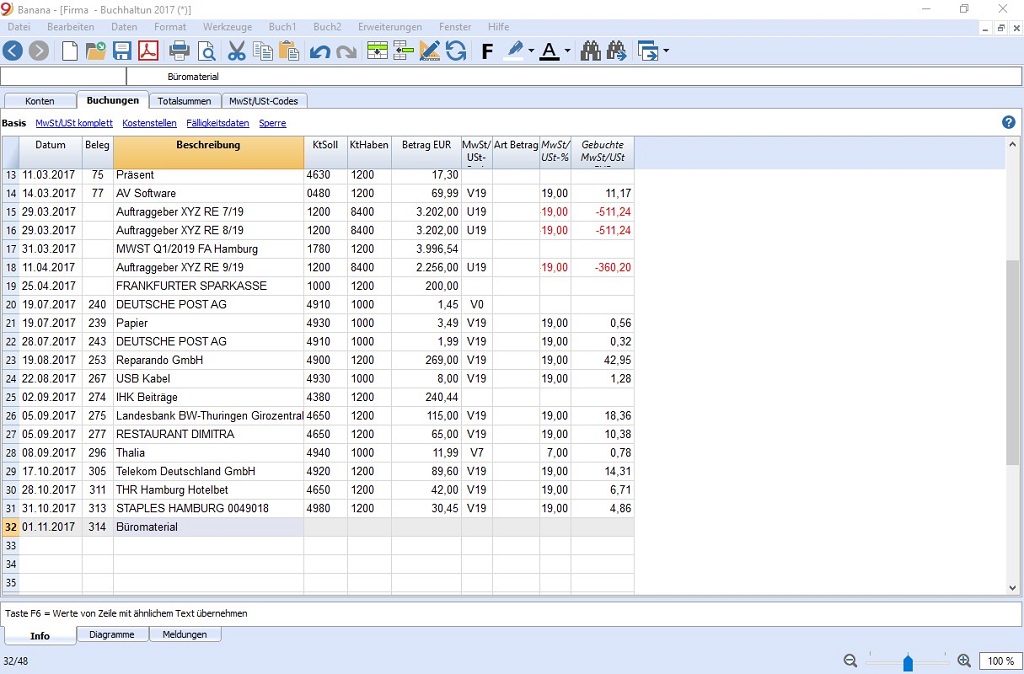 Banana - [Firma - Buchhaltun 2017 (*)]
Datei Bearbeiten Daten Format Werkzeuge Buch1 Buch2 Erweiterungen Fenster Hilfe
F A
Büromaterial
Konten Buchungen Totalsummen MwSt/USt-Codes
Basis MwSt/USt komplett Kostenstellen Fälligkeitsdaten Sperre
Datum Beleg Beschreibung KtSoll KtHaben Betrag EUR MwSt/ Art Betrag MwSt/ Gebuchte
USt- USt-% MwSt/USt
13 11.03.2017 75 Präsent 4630 1200 17,30
14 14.03.2017 77 AV Software 0480 1200 69,99 V19 19,00 11,17
15 29.03.2017 Auftraggeber XYZ RE 7/19 1200 8400 3.202,00 U19 -19,00 -511,24
16 29.03.2017 Auftraggeber XYZ RE 8/19 1200 8400 3.202,00 U19 -19,00 -511,24
17 31.03.2017 MWST Q1/2019 FA Hamburg 1780 1200 3.996,54
18 11.04.2017 Auftraggeber XYZ RE 9/19 1200 8400 2.256,00 U19 -19,00 -360,20
19 25.04.2017 FRANKFURTER SPARKASSE 1000 1200 200,00
20 19.07.2017 240 DEUTSCHE POST AG 4910 1000 1,45 V0
21 19.07.2017 239 Papier 4930 1000 3,49 V19 19,00 0,56
22 28.07.2017 243 DEUTSCHE POST AG 4910 1000 1,99 V19 19,00 0,32
23 19.08.2017 253 Reparando GmbH 4900 1200 269,00 V19 19,00 42,95
24 22.08.2017 267 USB Kabel 4930 1000 8,00 V19 19,00 1,28
25 02.09.2017 274 IHK Beiträge 4380 1200 240,44
26 05.09.2017 275 Landesbank BW-Thuringen Girozentral 4650 1200 115,00 V19 19,00 18,36
27 05.09.2017 277 RESTAURANT DIMITRA 4650 1200 65,00 V19 19,00 10,38
28 08.09.2017 296 Thalia 4940 1000 11,99 V7 7,00 0,78
29 17.10.2017 305 Telekom Deutschland GmbH 4920 1200 89,60 V19 19,00 14,31
30 28.10.2017 311 THR Hamburg Hotelbet 4650 1200 42,00 V19 19,00 6,71
31 31.10.2017 313 STAPLES HAMBURG 0049018 4980 1200 30,45 V19 19,00 4,86
32 01.11.2017 314 Büromaterial
33
34
35
Taste F6 = Werte von Zeile mit ähnlichem Text übernehmen
Info Diagramme Meldungen
32/48 100 %